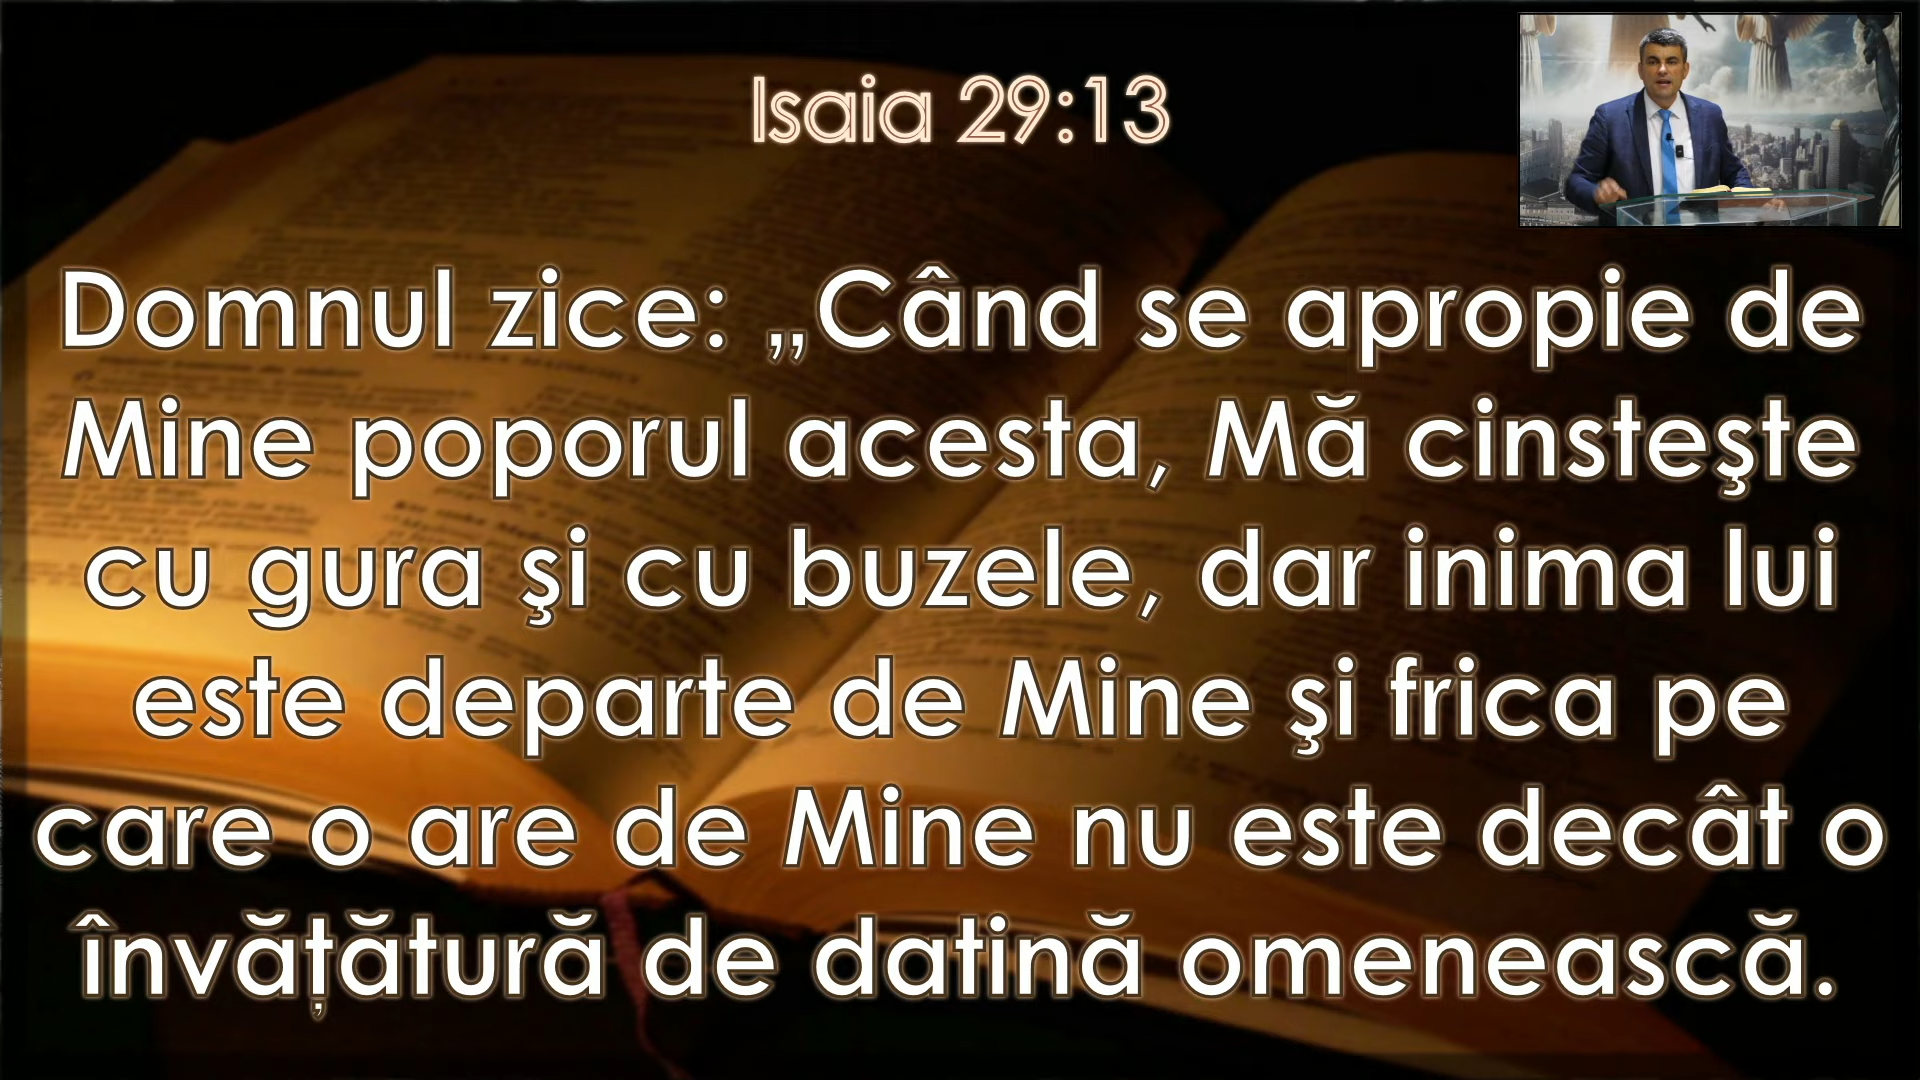 Isaia 29:13
Domnul zice: „Când se apropie de
Mine poporul acesta, Mă cinsteşte
cu gura şi cu buzele, dar inima lui
este departe de Mine şi frica pe
care o are de Mine nu este decât o
învăţătură de datină omenească.